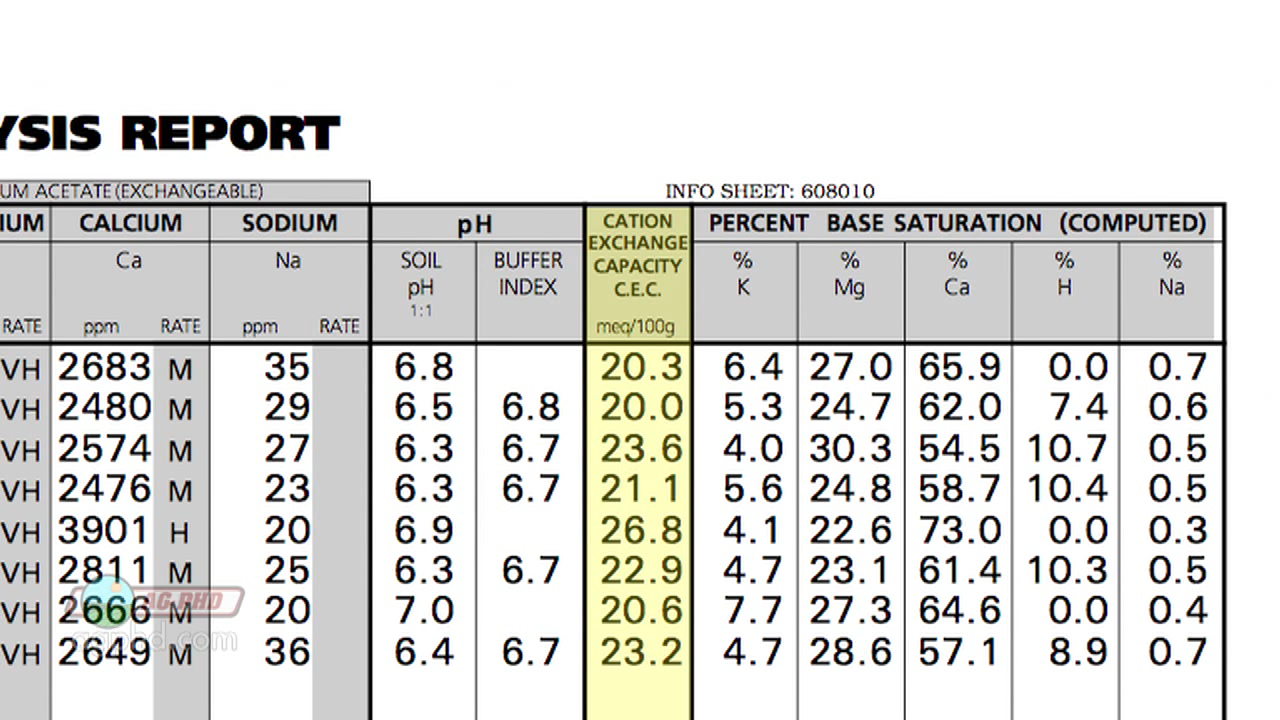 YSIS REPORT
UM ACETATE (EXCHANGEABLE) INFO SHEET: 608010
IUM CALCIUM SODIUM pH CATION EXCHANGE CAPACITY C.E.C. PERCENT BASE SATURATION (COMPUTED)
Ca Na SOIL pH 1:1 BUFFER INDEX % K % Mg % Ca % H % Na
RATE ppm RATE ppm RATE meq/100g
VH 2683 M 35 6.8 20.3 6.4 27.0 65.9 0.0 0.7
VH 2480 M 29 6.5 6.8 20.0 5.3 24.7 62.0 7.4 0.6
VH 2574 M 27 6.3 6.7 23.6 4.0 30.3 54.5 10.7 0.5
VH 2476 M 23 6.3 6.7 21.1 5.6 24.8 58.7 10.4 0.5
VH 3901 H 20 6.9 26.8 4.1 22.6 73.0 0.0 0.3
VH 2811 M 25 6.3 6.7 22.9 4.7 23.1 61.4 10.3 0.5
AG PHD
VH 2666 M 20 7.0 20.6 7.7 27.3 64.6 0.0 0.4
agphd.com
VH 2649 M 36 6.4 6.7 23.2 4.7 28.6 57.1 8.9 0.7